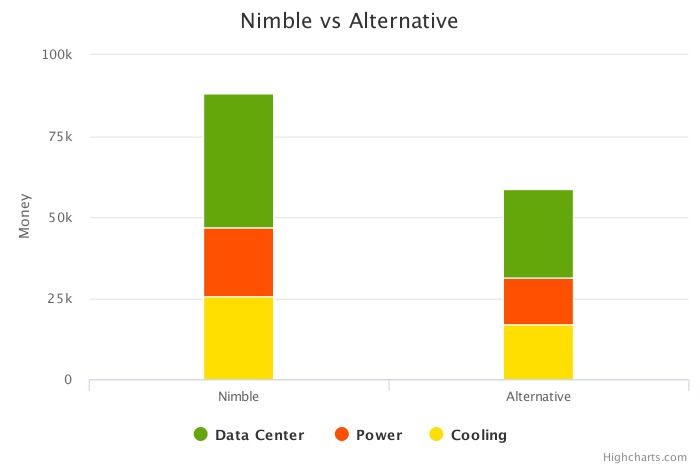 Nimble vs Alternative
100k
75k
50k
25k
0
Money
Nimble
Alternative
Data Center
Power
Cooling
Highcharts.com